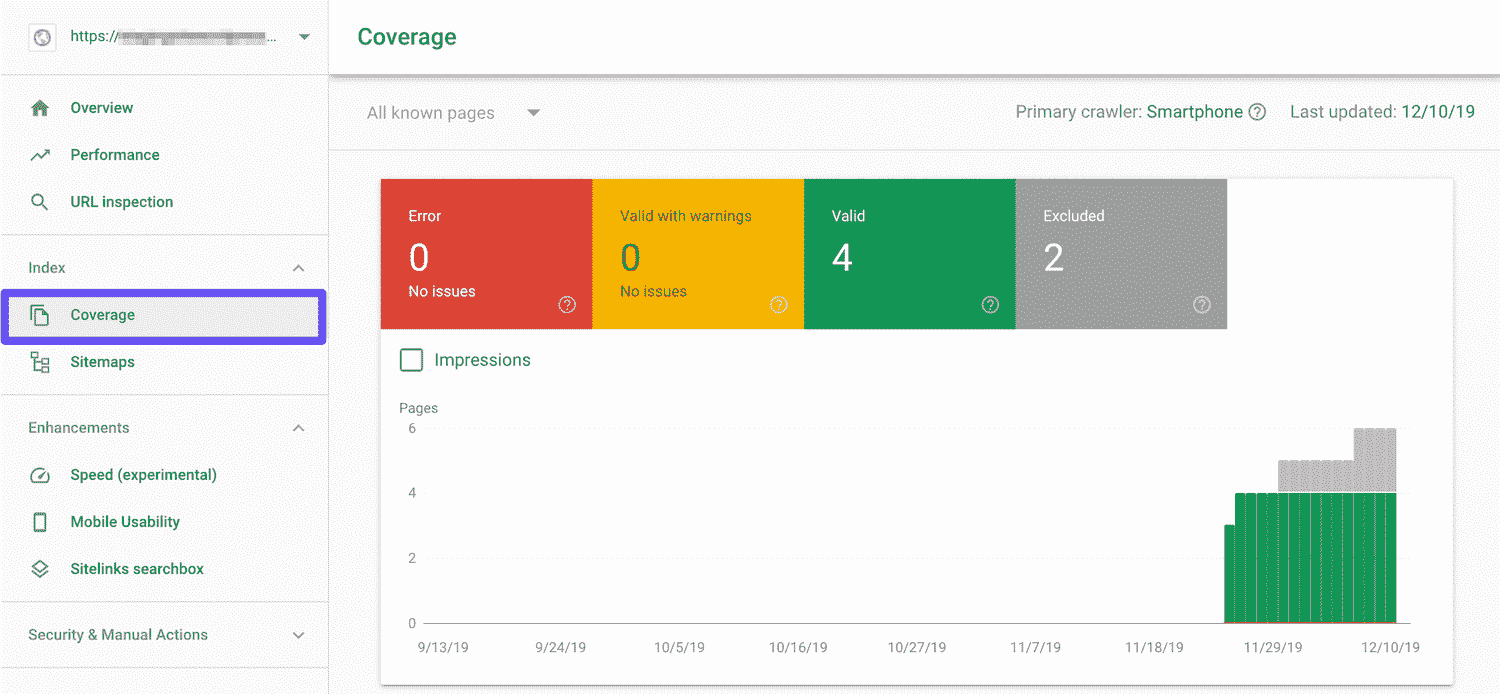 https://
Coverage
Overview
Performance
URL inspection
Index
Coverage
Sitemaps
Enhancements
Speed (experimental)
Mobile Usability
Sitelinks searchbox
Security & Manual Actions
All known pages
Primary crawler: Smartphone
Last updated: 12/10/19
Error
0
No issues
Valid with warnings
0
No issues
Valid
4
Excluded
2
Impressions
Pages
6
4
2
0
9/13/19 9/24/19 10/5/19 10/16/19 10/27/19 11/7/19 11/18/19 11/29/19 12/10/19